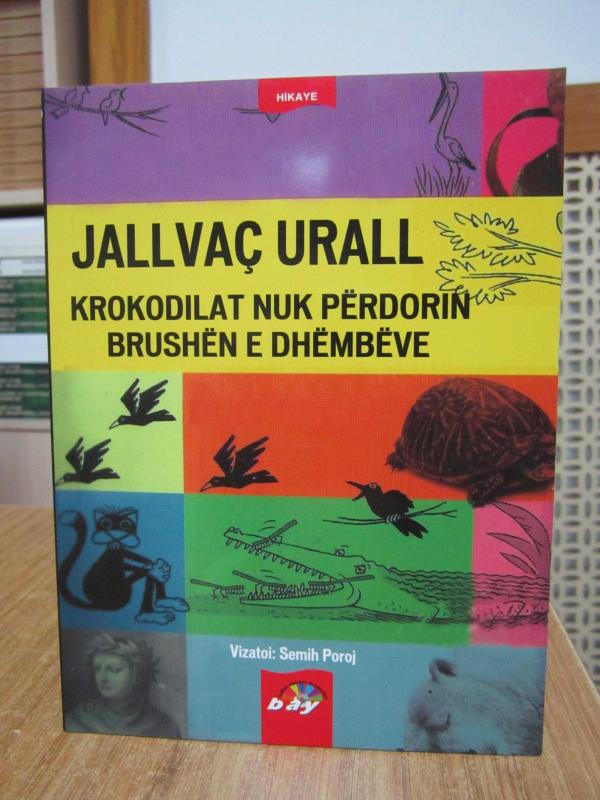 HİKAYE
JALLVAÇ URALL
KROKODILAT NUK PËRDORIN
BRUSHËN E DHËMBËVE
Vizatoi: Semih Poroj
bay